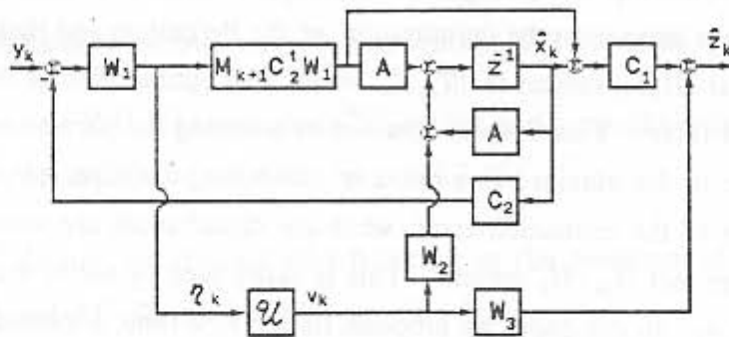 y_k
W_1
M_{k+1} C_2^† W_1
A
z^{-1}
x̂_k
C_1
ẑ_k
A
C_2
W_2
η_k
𝒰
v_k
W_3